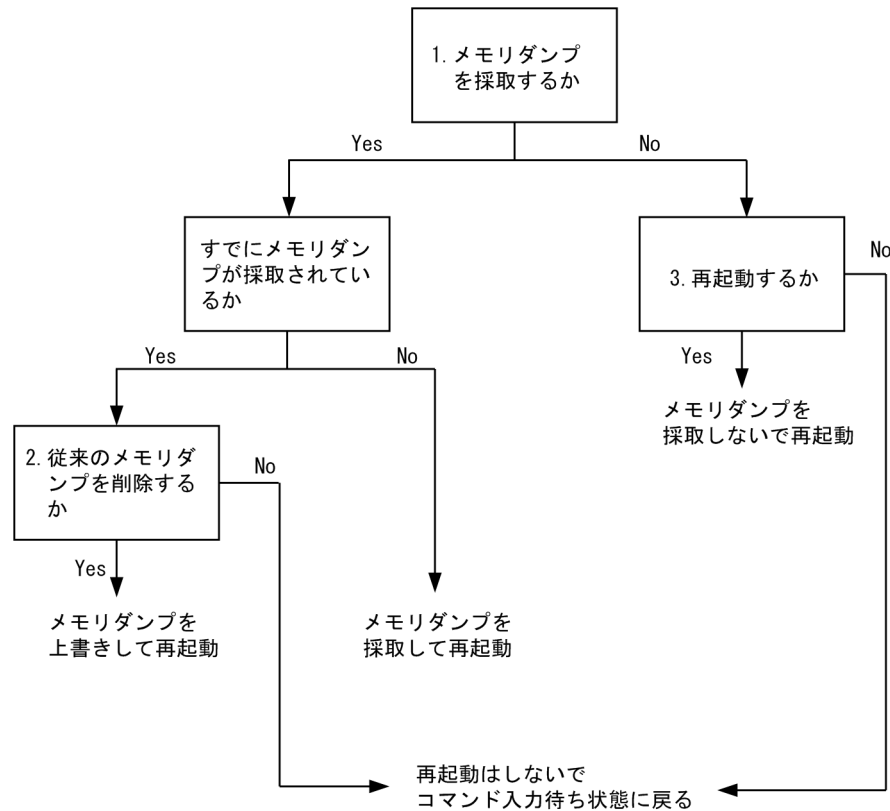 1. メモリダンプ
を採取するか
Yes
No
すでにメモリダン
プが採取されてい
るか
3. 再起動するか
No
Yes
No
Yes
メモリダンプを
採取しないで再起動
2. 従来のメモリダ
ンプを削除する
か
No
Yes
メモリダンプを
上書きして再起動
メモリダンプを
採取して再起動
再起動はしないで
コマンド入力待ち状態に戻る